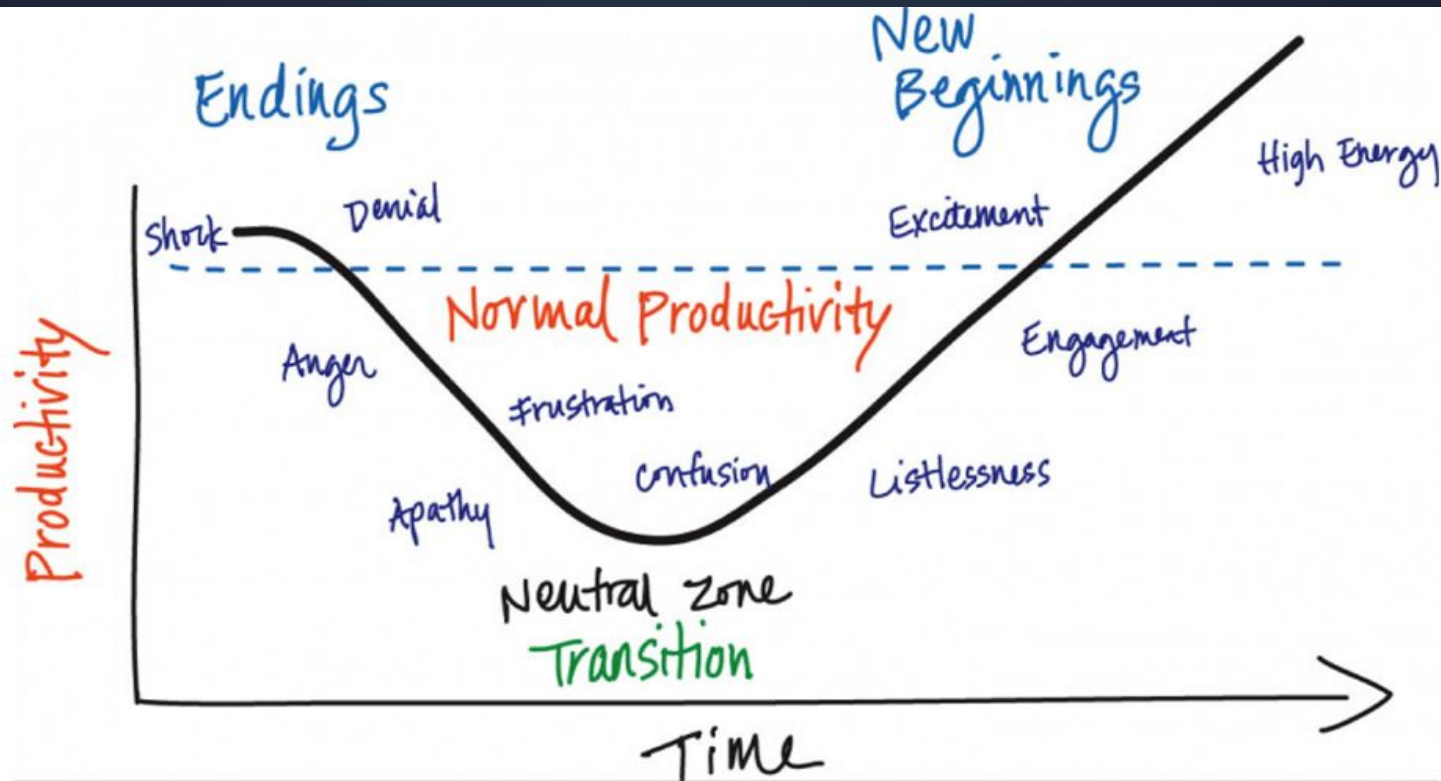 New
Beginnings
Endings
High Energy
Denial
Excitement
Shock
Normal Productivity
Engagement
Anger
Frustration
Confusion
Listlessness
Apathy
Productivity
Neutral Zone
Transition
Time